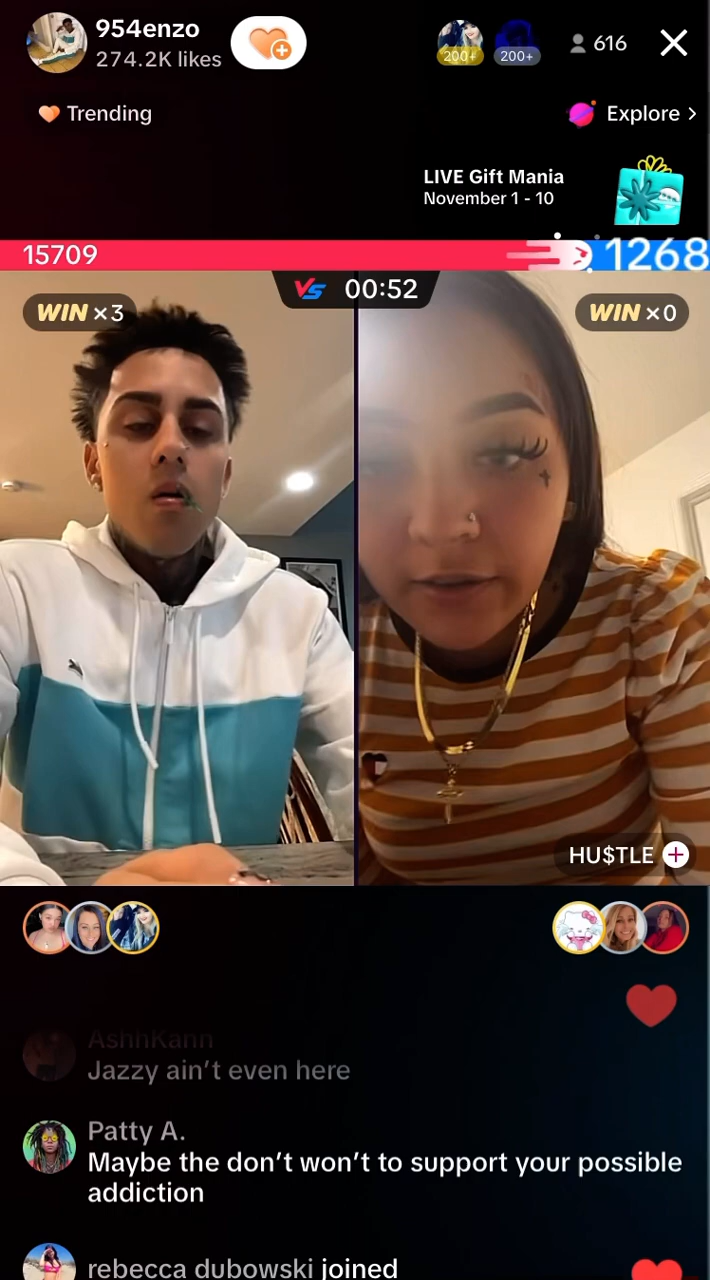 954enzo
274.2K likes
200+
200+
616
Trending
Explore >
LIVE Gift Mania
November 1 - 10
15709
1268
VS 00:52
WIN ×3
WIN ×0
HU$TLE
AshhKann
Jazzy ain't even here
Patty A.
Maybe the don't won't to support your possible
addiction
rebecca dubowski joined